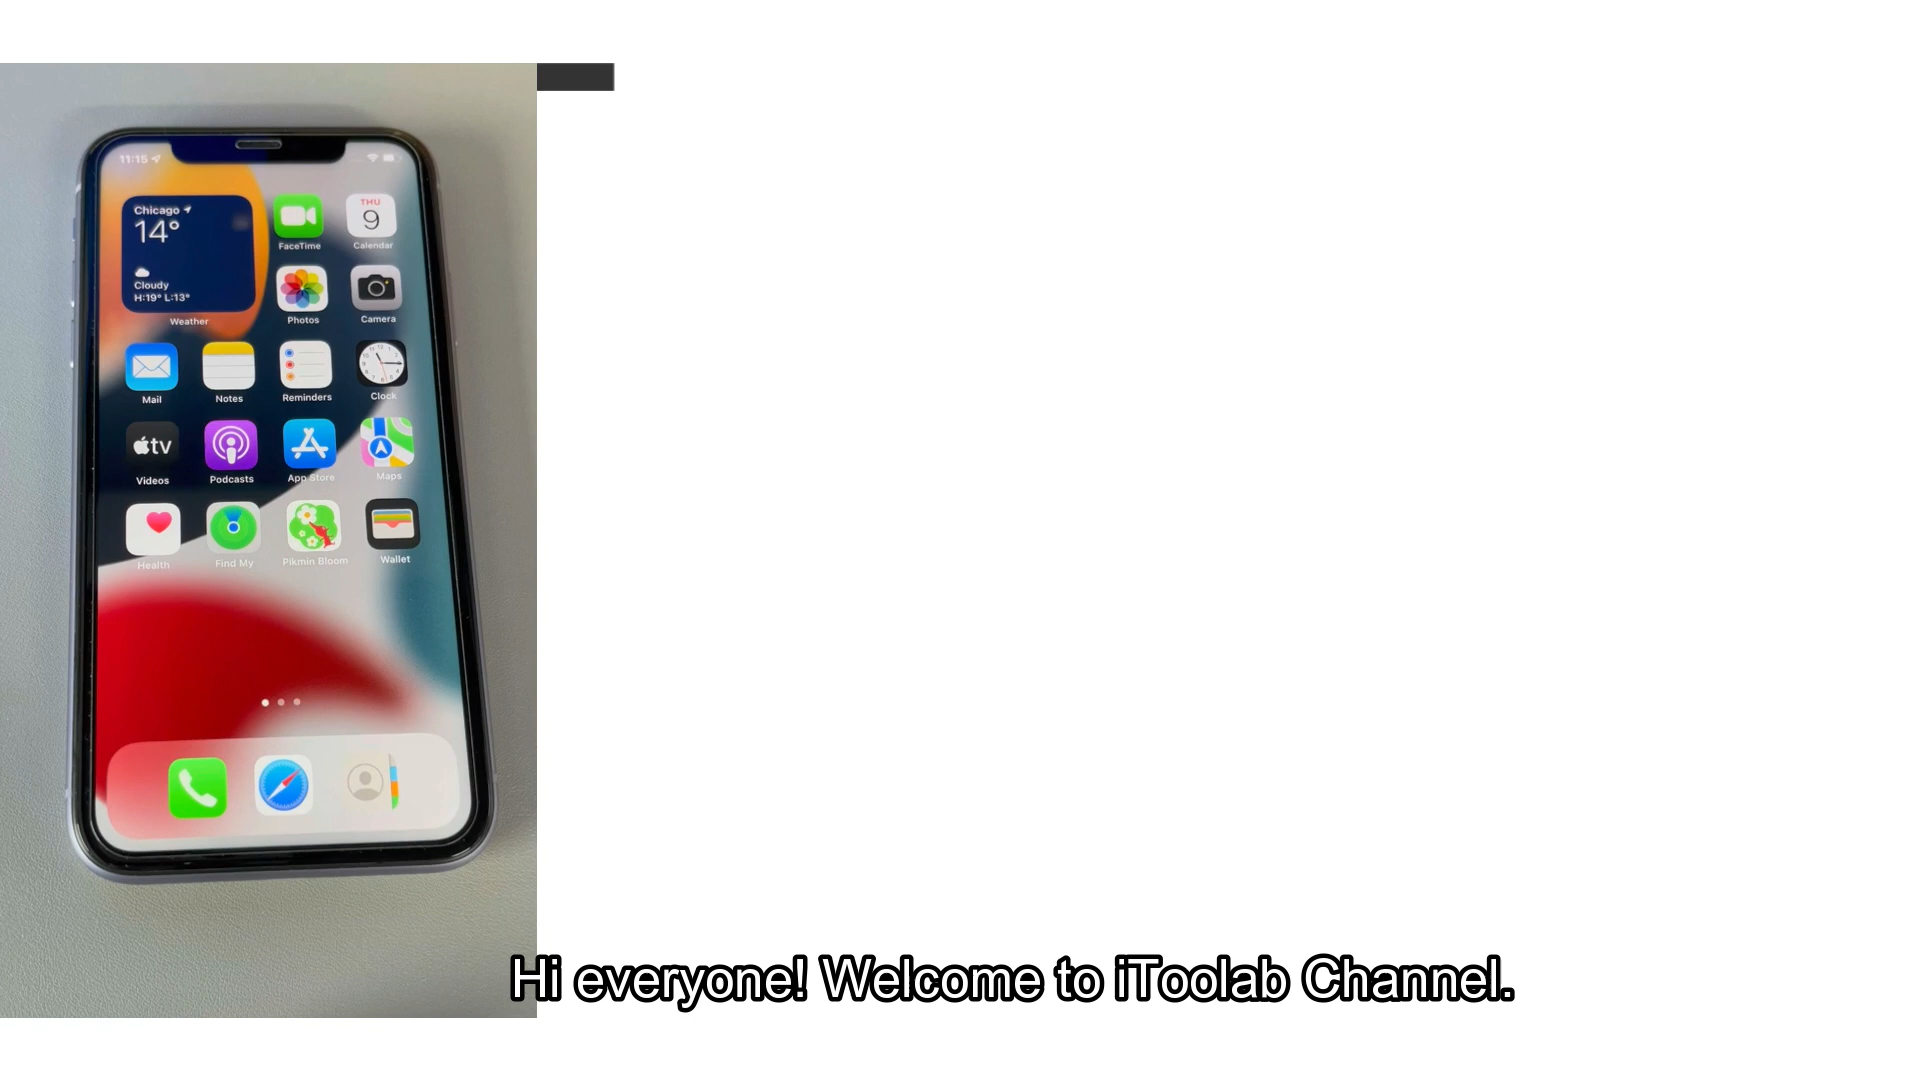 11:15
Chicago
14°
Cloudy
H:19° L:13°
Weather
FaceTime
THU
9
Calendar
Photos
Camera
Mail
Notes
Reminders
Clock
tv
Videos
Podcasts
App Store
Maps
Health
Find My
Pikmin Bloom
Wallet
Hi everyone! Welcome to iToolab Channel.